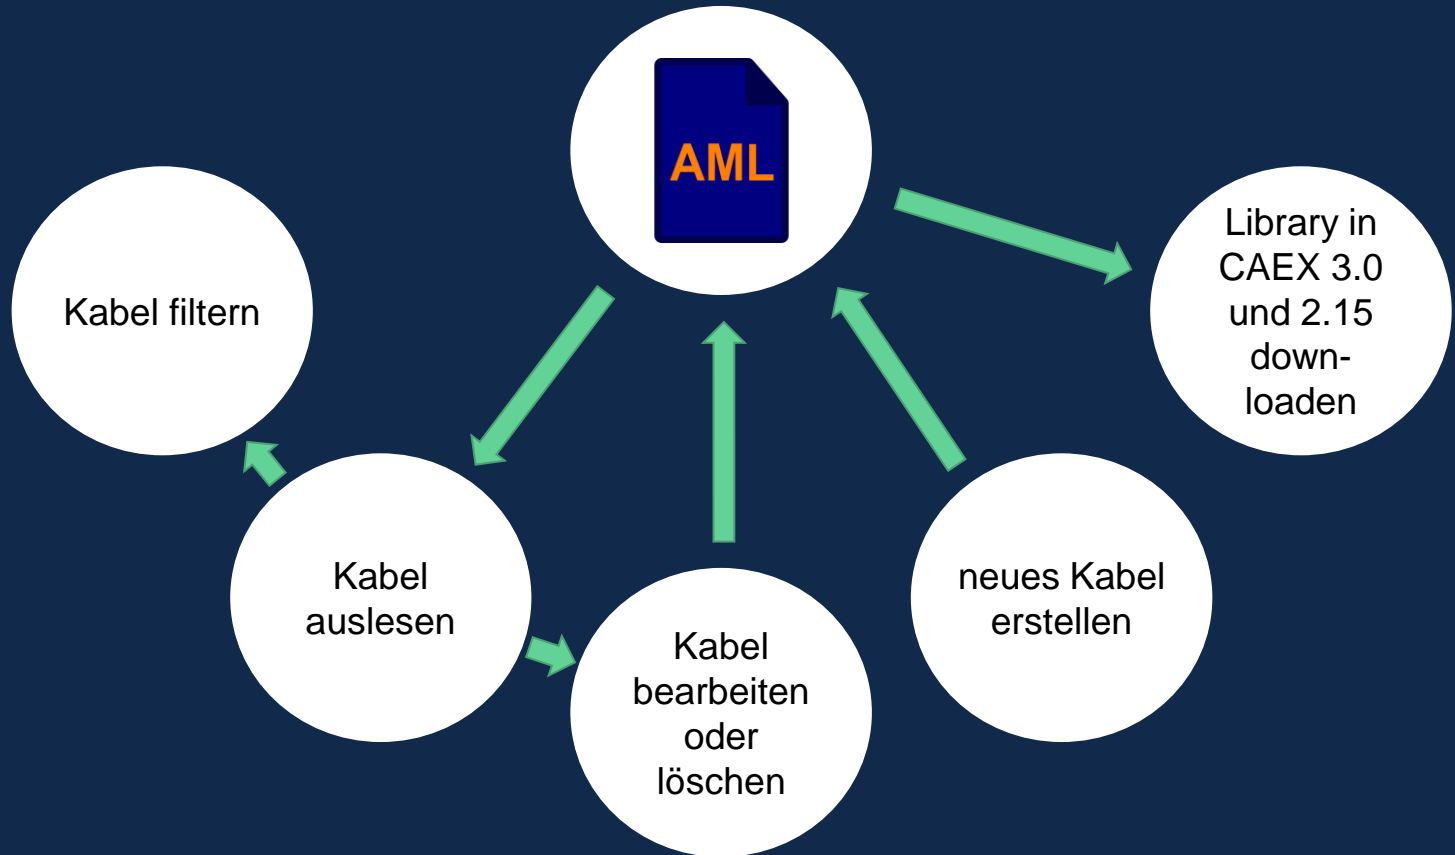 AML
Kabel filtern
Library in
CAEX 3.0
und 2.15
down-
loaden
Kabel
auslesen
Kabel
bearbeiten
oder
löschen
neues Kabel
erstellen